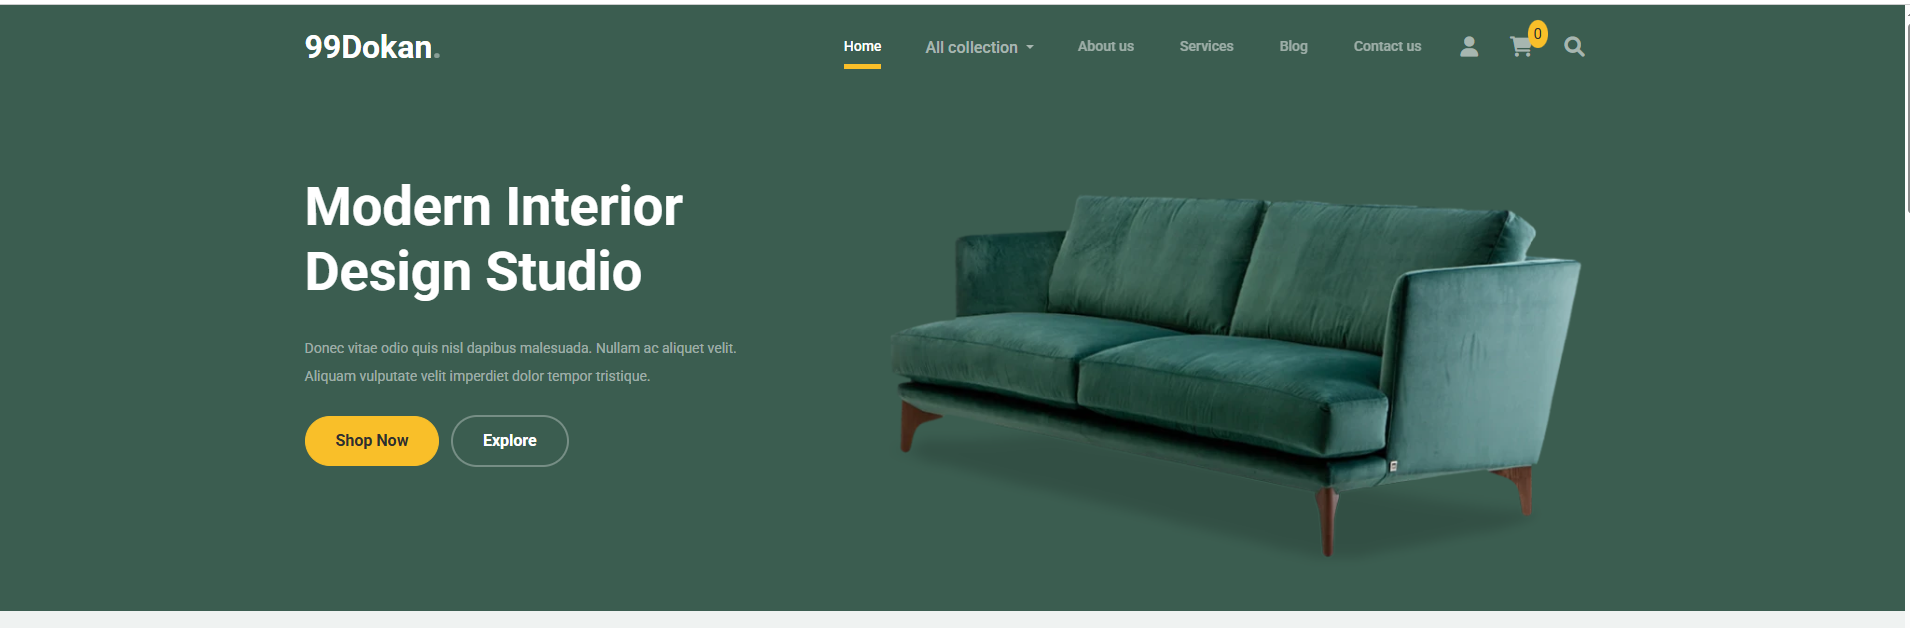 99Dokan.
Home
All collection
About us
Services
Blog
Contact us
0
Modern Interior
Design Studio
Donec vitae odio quis nisl dapibus malesuada. Nullam ac aliquet velit.
Aliquam vulputate velit imperdiet dolor tempor tristique.
Shop Now
Explore